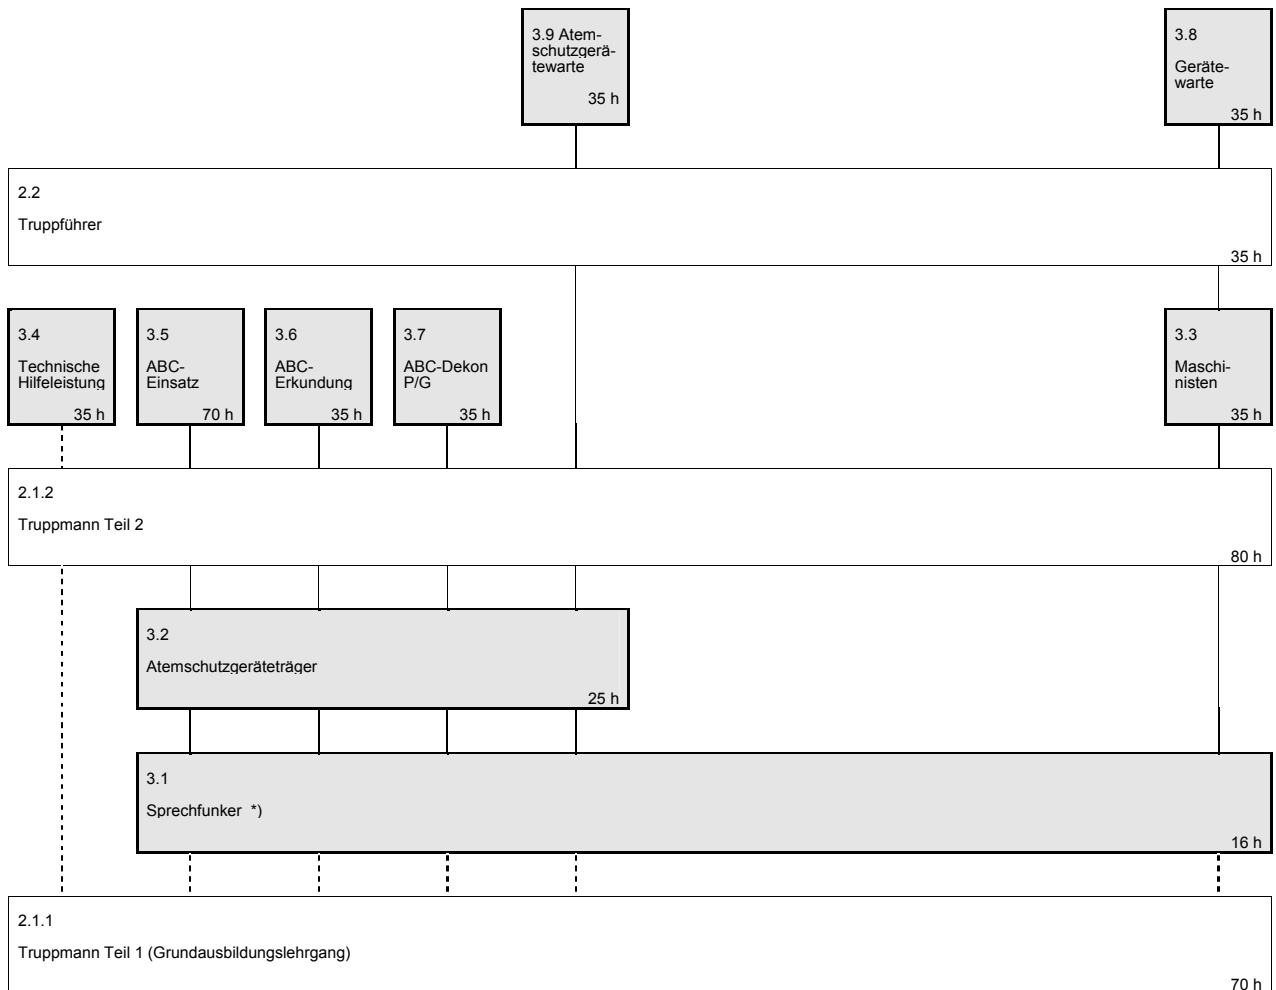 3.9 Atem-
schutzgerä-
tewarte
35 h
3.8
Geräte-
warte
35 h
2.2
Truppführer
35 h
3.4
Technische
Hilfeleistung
35 h
3.5
ABC-
Einsatz
70 h
3.6
ABC-
Erkundung
35 h
3.7
ABC-Dekon
P/G
35 h
3.3
Maschi-
nisten
35 h
2.1.2
Truppmann Teil 2
80 h
3.2
Atemschutzgeräteträger
25 h
3.1
Sprechfunker *)
16 h
2.1.1
Truppmann Teil 1 (Grundausbildungslehrgang)
70 h